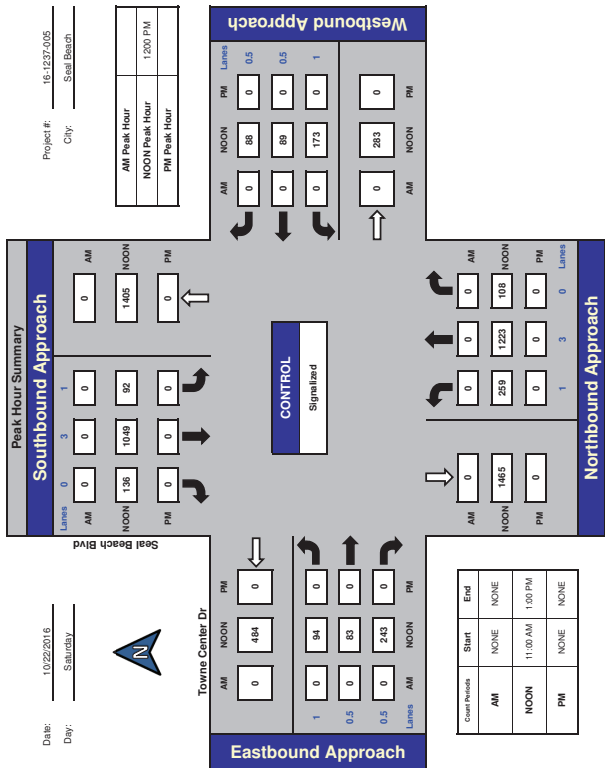 Project #: 16-1237-005
City: Seal Beach
Date: 10/22/2016
Day: Saturday
N
AM Peak Hour
NOON Peak Hour 1200 PM
PM Peak Hour
Peak Hour Summary
Southbound Approach
Lanes 0 3 1
AM 0 0 0 0 AM
NOON 136 1049 92 1405 NOON
PM 0 0 0 0 PM
Seal Beach Blvd
Westbound Approach
AM NOON PM Lanes
0 88 0 0.5
0 89 0 0.5
0 173 0 1
0 283 0
AM NOON PM
CONTROL
Signalized
Towne Center Dr
AM NOON PM
0 484 0
1 0 94 0
0.5 0 83 0
0.5 0 243 0
Lanes AM NOON PM
Eastbound Approach
AM 0 0 0 0 AM
NOON 1465 259 1223 108 NOON
PM 0 0 0 0 PM
1 3 0 Lanes
Northbound Approach
Count Periods Start End
AM NONE NONE
NOON 11:00 AM 1:00 PM
PM NONE NONE